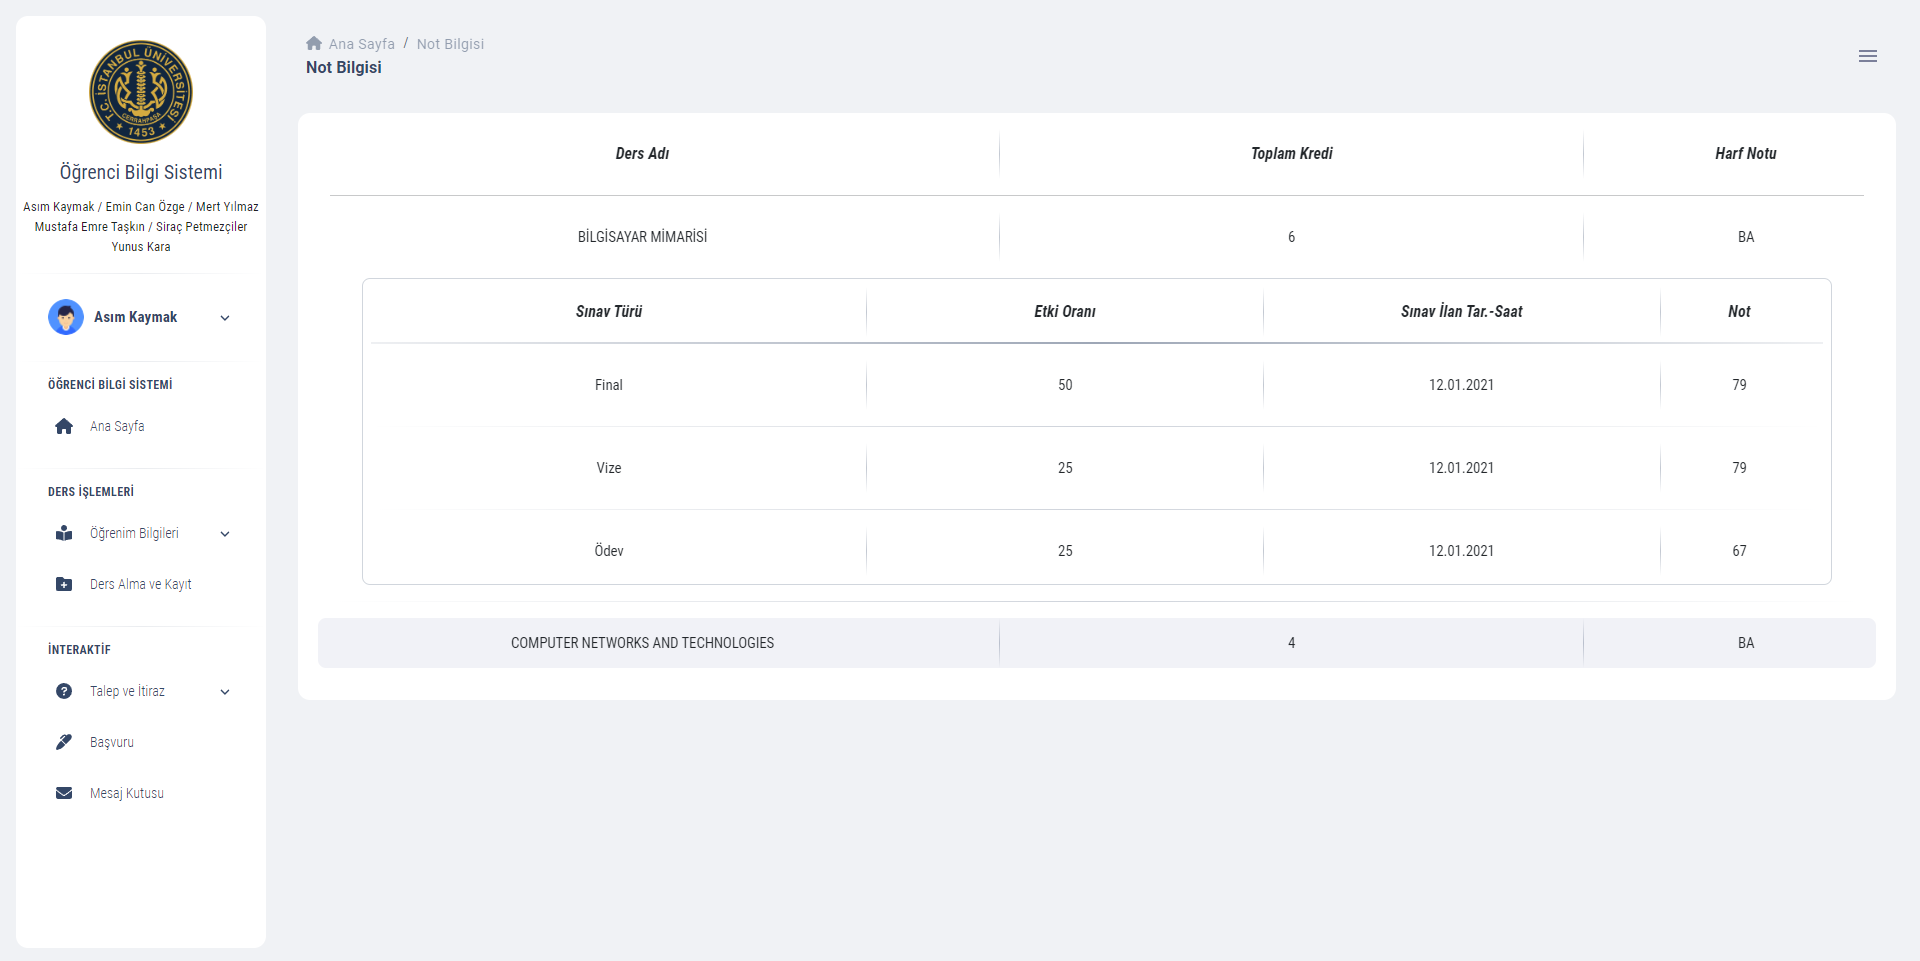 T.C. İSTANBUL ÜNİVERSİTESİ
CERRAHPAŞA
1453
Öğrenci Bilgi Sistemi
Asım Kaymak / Emin Can Özge / Mert Yılmaz
Mustafa Emre Taşkın / Siraç Petmezçiler
Yunus Kara
Asım Kaymak
ÖĞRENCİ BİLGİ SİSTEMİ
Ana Sayfa
DERS İŞLEMLERİ
Öğrenim Bilgileri
Ders Alma ve Kayıt
İNTERAKTİF
Talep ve İtiraz
Başvuru
Mesaj Kutusu
Ana Sayfa / Not Bilgisi
Not Bilgisi
Ders Adı Toplam Kredi Harf Notu
BİLGİSAYAR MİMARİSİ 6 BA
Sınav Türü Etki Oranı Sınav İlan Tar.-Saat Not
Final 50 12.01.2021 79
Vize 25 12.01.2021 79
Ödev 25 12.01.2021 67
COMPUTER NETWORKS AND TECHNOLOGIES 4 BA